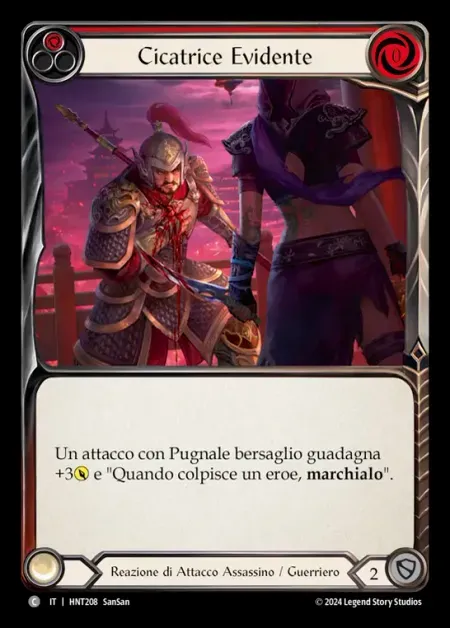 Cicatrice Evidente
0
Un attacco con Pugnale bersaglio guadagna
+3 e "Quando colpisce un eroe, marchialo".
Reazione di Attacco Assassino / Guerriero
2
C IT | HNT208 SanSan
© 2024 Legend Story Studios